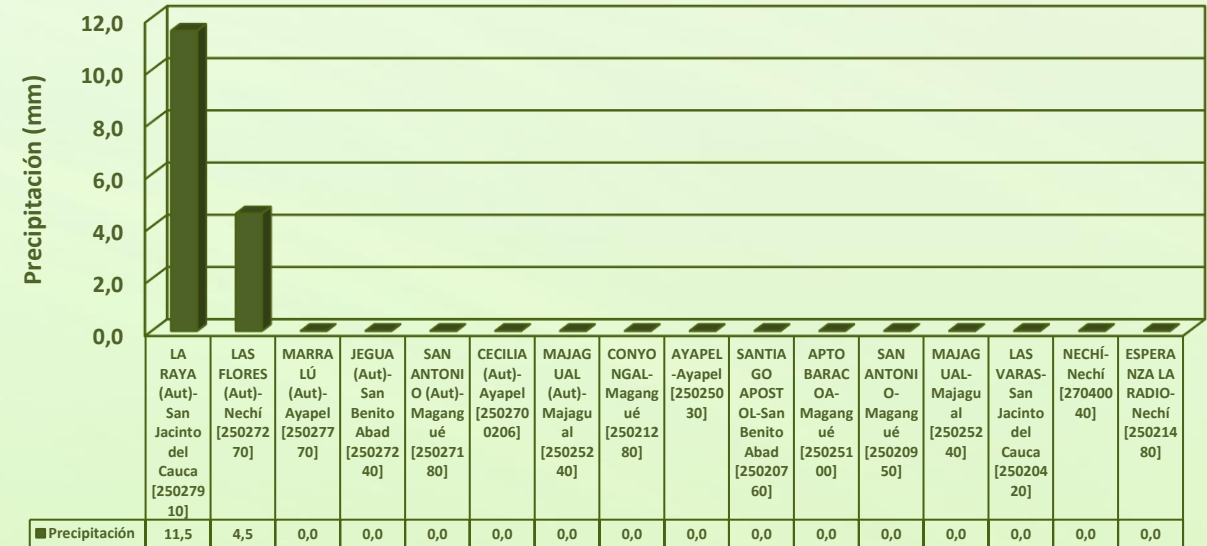 12,0
10,0
8,0
6,0
4,0
2,0
0,0
Precipitación (mm)
LA
RAYA
(Aut)-
San
Jacinto
del
Cauca
[250279
10]
LAS
FLORES
(Aut)-
Nechí
[250272
70]
MARRA
LÚ
(Aut)-
Ayapel
[250277
70]
JEGUA
(Aut)-
San
Benito
Abad
[250272
40]
SAN
ANTONI
O (Aut)-
Magang
ué
[250271
80]
CECILIA
(Aut)-
Ayapel
[250270
0206]
MAJAG
UAL
(Aut)-
Majagu
al
[250252
40]
CONYO
NGAL-
Magang
ué
[250212
80]
AYAPEL
-Ayapel
[250250
30]
SANTIA
GO
APOST
OL-San
Benito
Abad
[250207
60]
APTO
BARAC
OA-
Magang
ué
[250251
00]
SAN
ANTONI
O-
Magang
ué
[250209
50]
MAJAG
UAL-
Majagu
al
[250252
40]
LAS
VARAS-
San
Jacinto
del
Cauca
[250204
20]
NECHÍ-
Nechí
[270400
40]
ESPERA
NZA LA
RADIO-
Nechí
[250214
80]
Precipitación 11,5 4,5 0,0 0,0 0,0 0,0 0,0 0,0 0,0 0,0 0,0 0,0 0,0 0,0 0,0 0,0